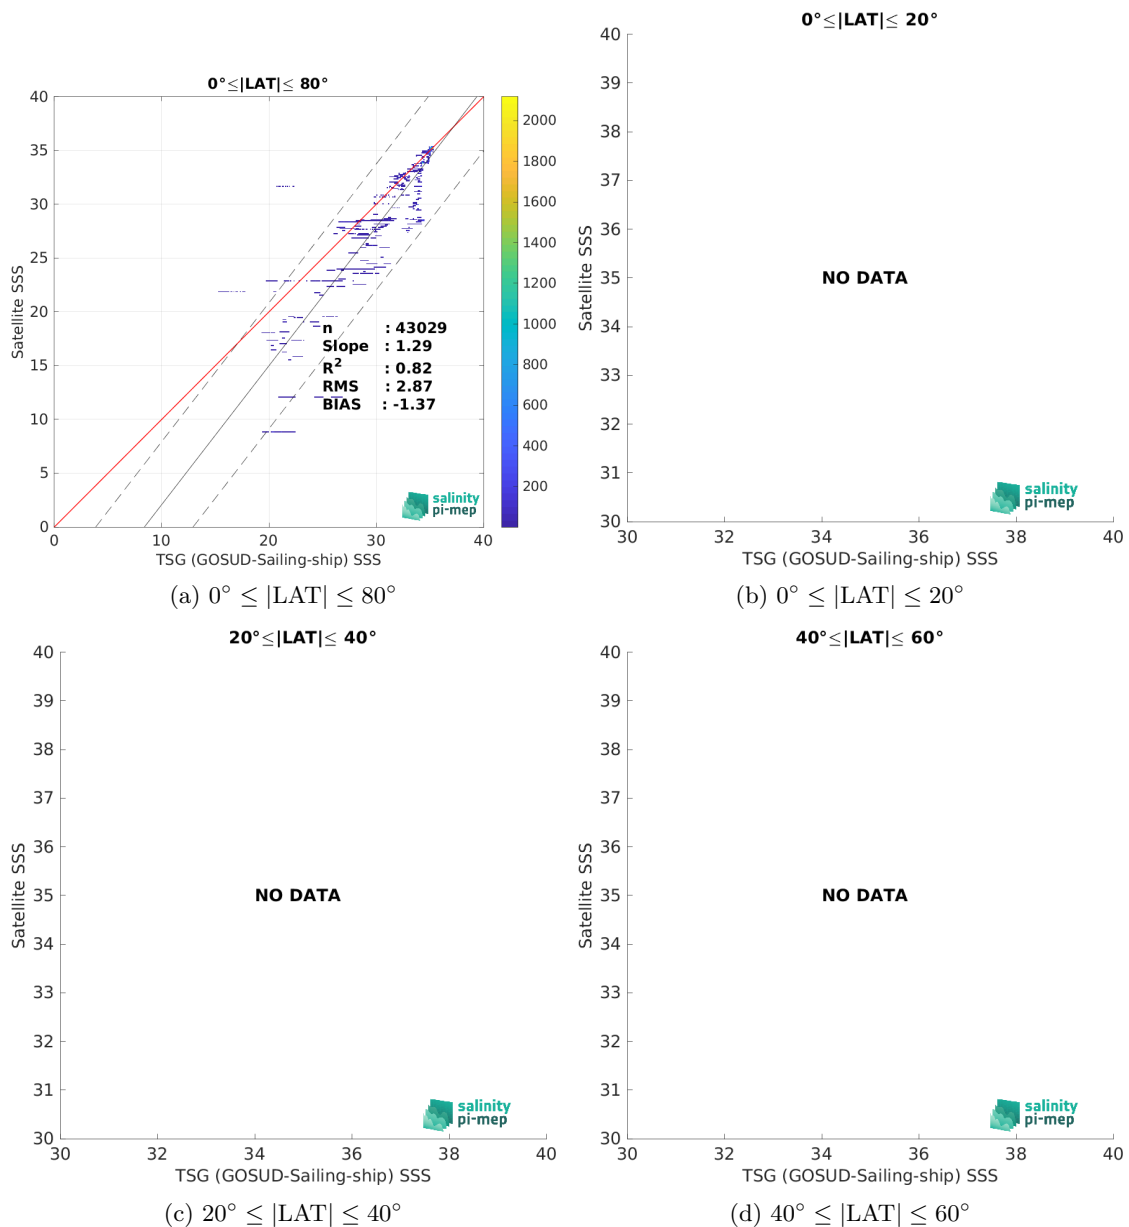 0°≤|LAT|≤ 80°
40
35
30
25
20
15
10
5
0
Satellite SSS
0
10
20
30
40
TSG (GOSUD-Sailing-ship) SSS
n : 43029
Slope : 1.29
R² : 0.82
RMS : 2.87
BIAS : -1.37
salinity
pi-mep
2000
1800
1600
1400
1200
1000
800
600
400
200
(a) 0° ≤ |LAT| ≤ 80°
0°≤|LAT|≤ 20°
40
39
38
37
36
35
34
33
32
31
30
Satellite SSS
NO DATA
salinity
pi-mep
30
32
34
36
38
40
TSG (GOSUD-Sailing-ship) SSS
(b) 0° ≤ |LAT| ≤ 20°
20°≤|LAT|≤ 40°
40
39
38
37
36
35
34
33
32
31
30
Satellite SSS
NO DATA
salinity
pi-mep
30
32
34
36
38
40
TSG (GOSUD-Sailing-ship) SSS
(c) 20° ≤ |LAT| ≤ 40°
40°≤|LAT|≤ 60°
40
39
38
37
36
35
34
33
32
31
30
Satellite SSS
NO DATA
salinity
pi-mep
30
32
34
36
38
40
TSG (GOSUD-Sailing-ship) SSS
(d) 40° ≤ |LAT| ≤ 60°